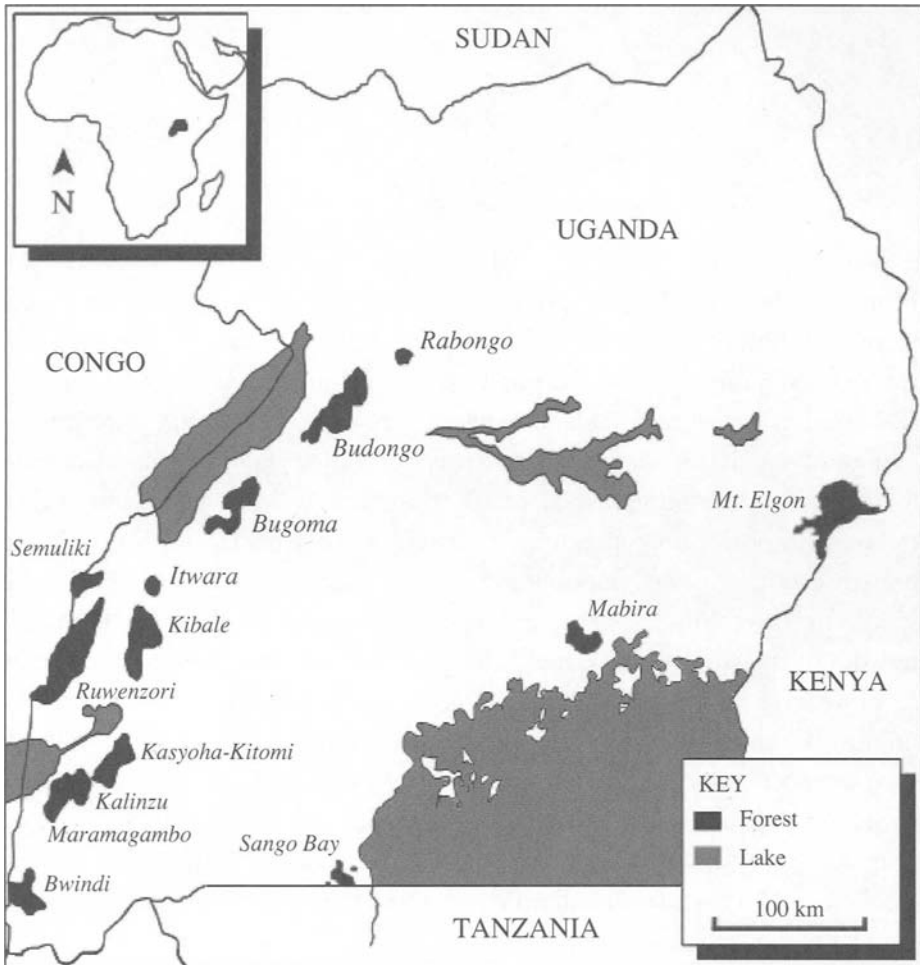 SUDAN
N
UGANDA
CONGO
Rabongo
Budongo
Mt. Elgon
Bugoma
Semuliki
Itwara
Mabira
Kibale
KENYA
Ruwenzori
Kasyoha-Kitomi
KEY
Kalinzu
Forest
Maramagambo
Sango Bay
Lake
Bwindi
100 km
TANZANIA